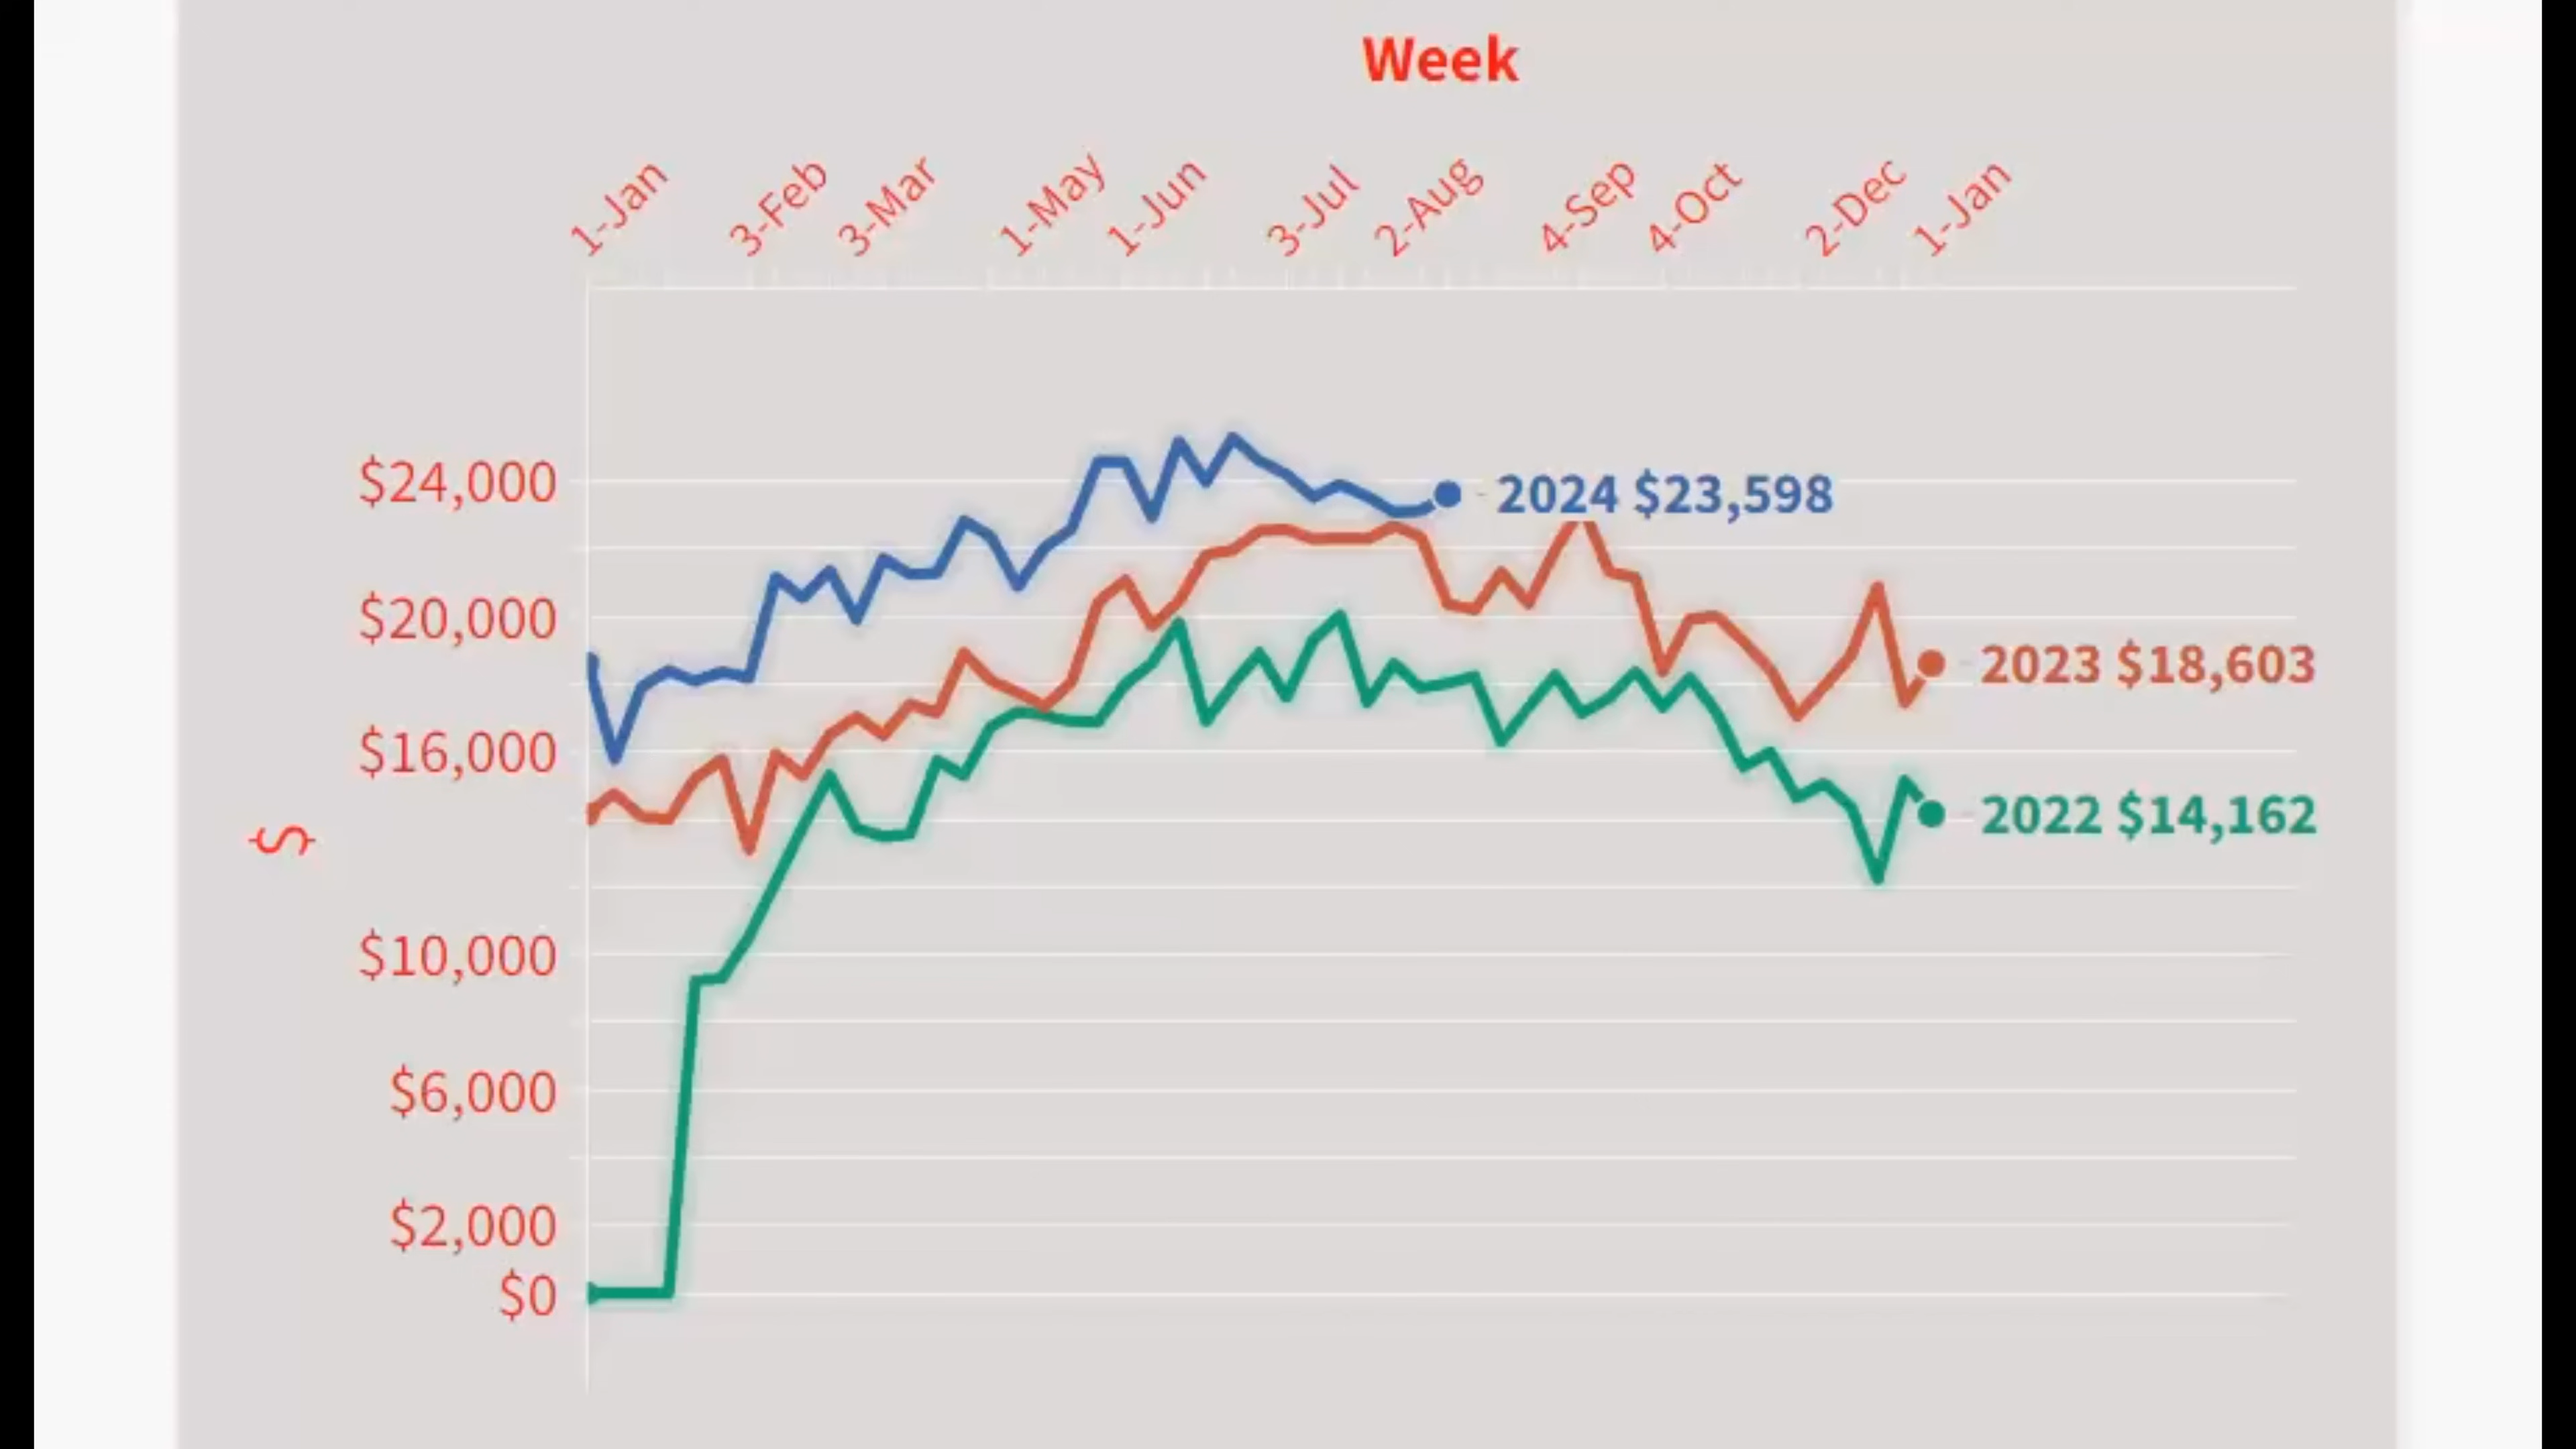 Week
1-Jan
3-Feb
3-Mar
1-May
1-Jun
3-Jul
2-Aug
4-Sep
4-Oct
2-Dec
1-Jan
$24,000
2024 $23,598
$20,000
2023 $18,603
$16,000
2022 $14,162
$
$10,000
$6,000
$2,000
$0